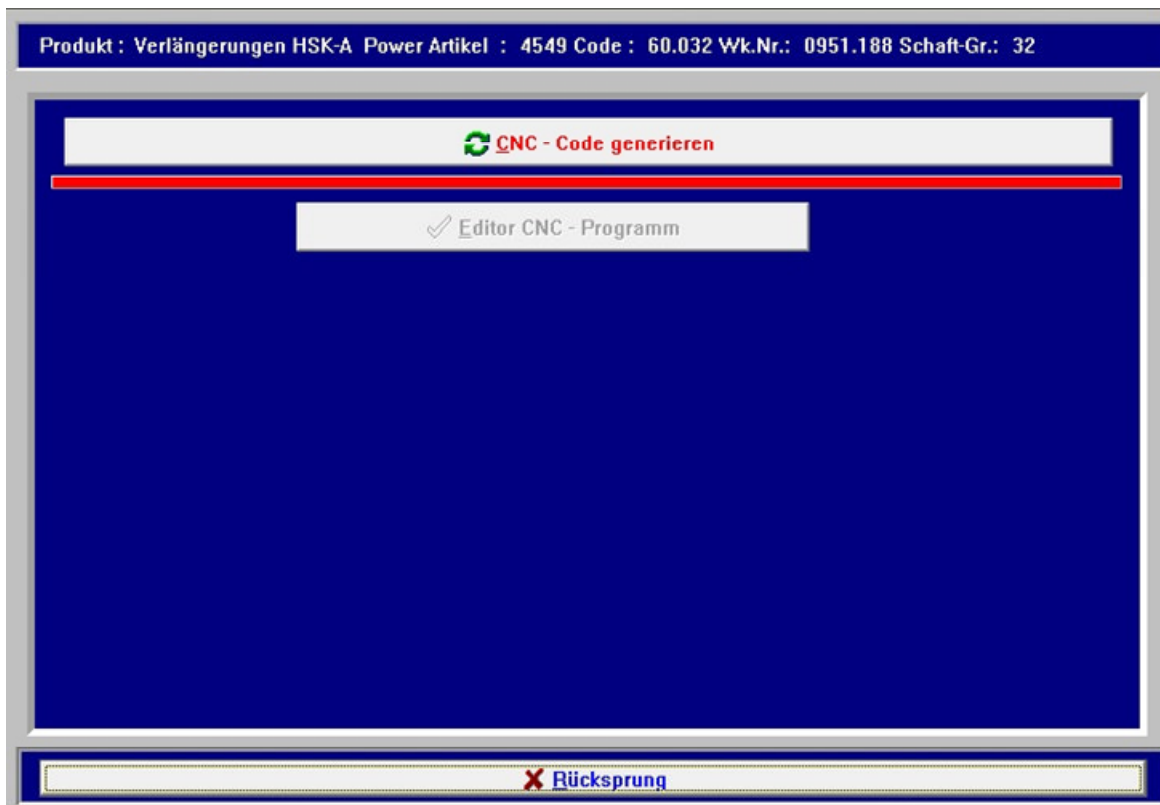 Produkt : Verlängerungen HSK-A Power Artikel : 4549 Code : 60.032 Wk.Nr.: 0951.188 Schaft-Gr.: 32
CNC - Code generieren
Editor CNC - Programm
Rücksprung